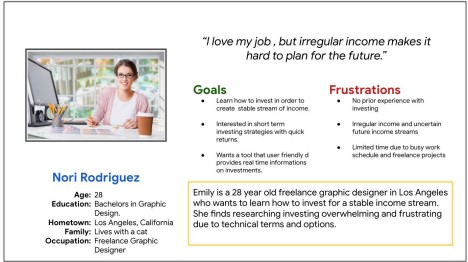 “I love my job , but irregular income makes it
hard to plan for the future.”
Goals
● Learn how to invest in order to
create stable stream of income.
● Interested in short term
investing strategies with quick
returns.
● Wants a tool that user friendly d
provides real time informations
on investments.
Frustrations
● No prior experience with
investing
● Irregular income and uncertain
future income streams
● Limited time due to busy work
schedule and freelance projects
Nori Rodriguez
Age: 28
Education: Bachelors in Graphic
Design.
Hometown: Los Angeles, California
Family: Lives with a cat
Occupation: Freelance Graphic
Designer
Emily is a 28 year old freelance graphic designer in Los Angeles
who wants to learn how to invest for a stable income stream.
She finds researching investing overwhelming and frustrating
due to technical terms and options.